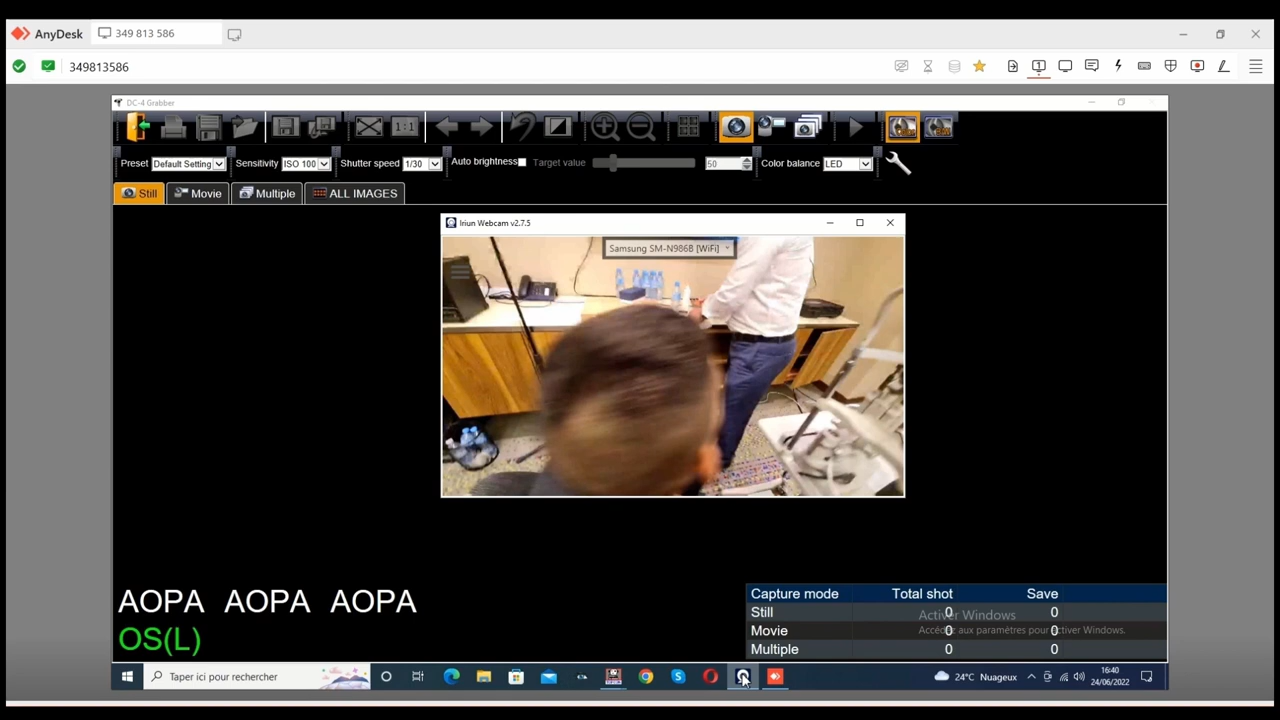 AnyDesk 349 813 586
349813586
DC-4 Grabber
1:1
Preset Default Setting Sensitivity ISO 100 Shutter speed 1/30 Auto brightness Target value 50 Color balance LED
Still Movie Multiple ALL IMAGES
Iriun Webcam v2.7.5
Samsung SM-N986B [WiFi]
AOPA AOPA AOPA
OS(L)
Capture mode Total shot Save
Still 0 0
Movie 0 0
Multiple 0 0
Activer Windows
Accédez aux paramètres pour activer Windows.
Taper ici pour rechercher
24°C Nuageux
16:40
24/06/2022